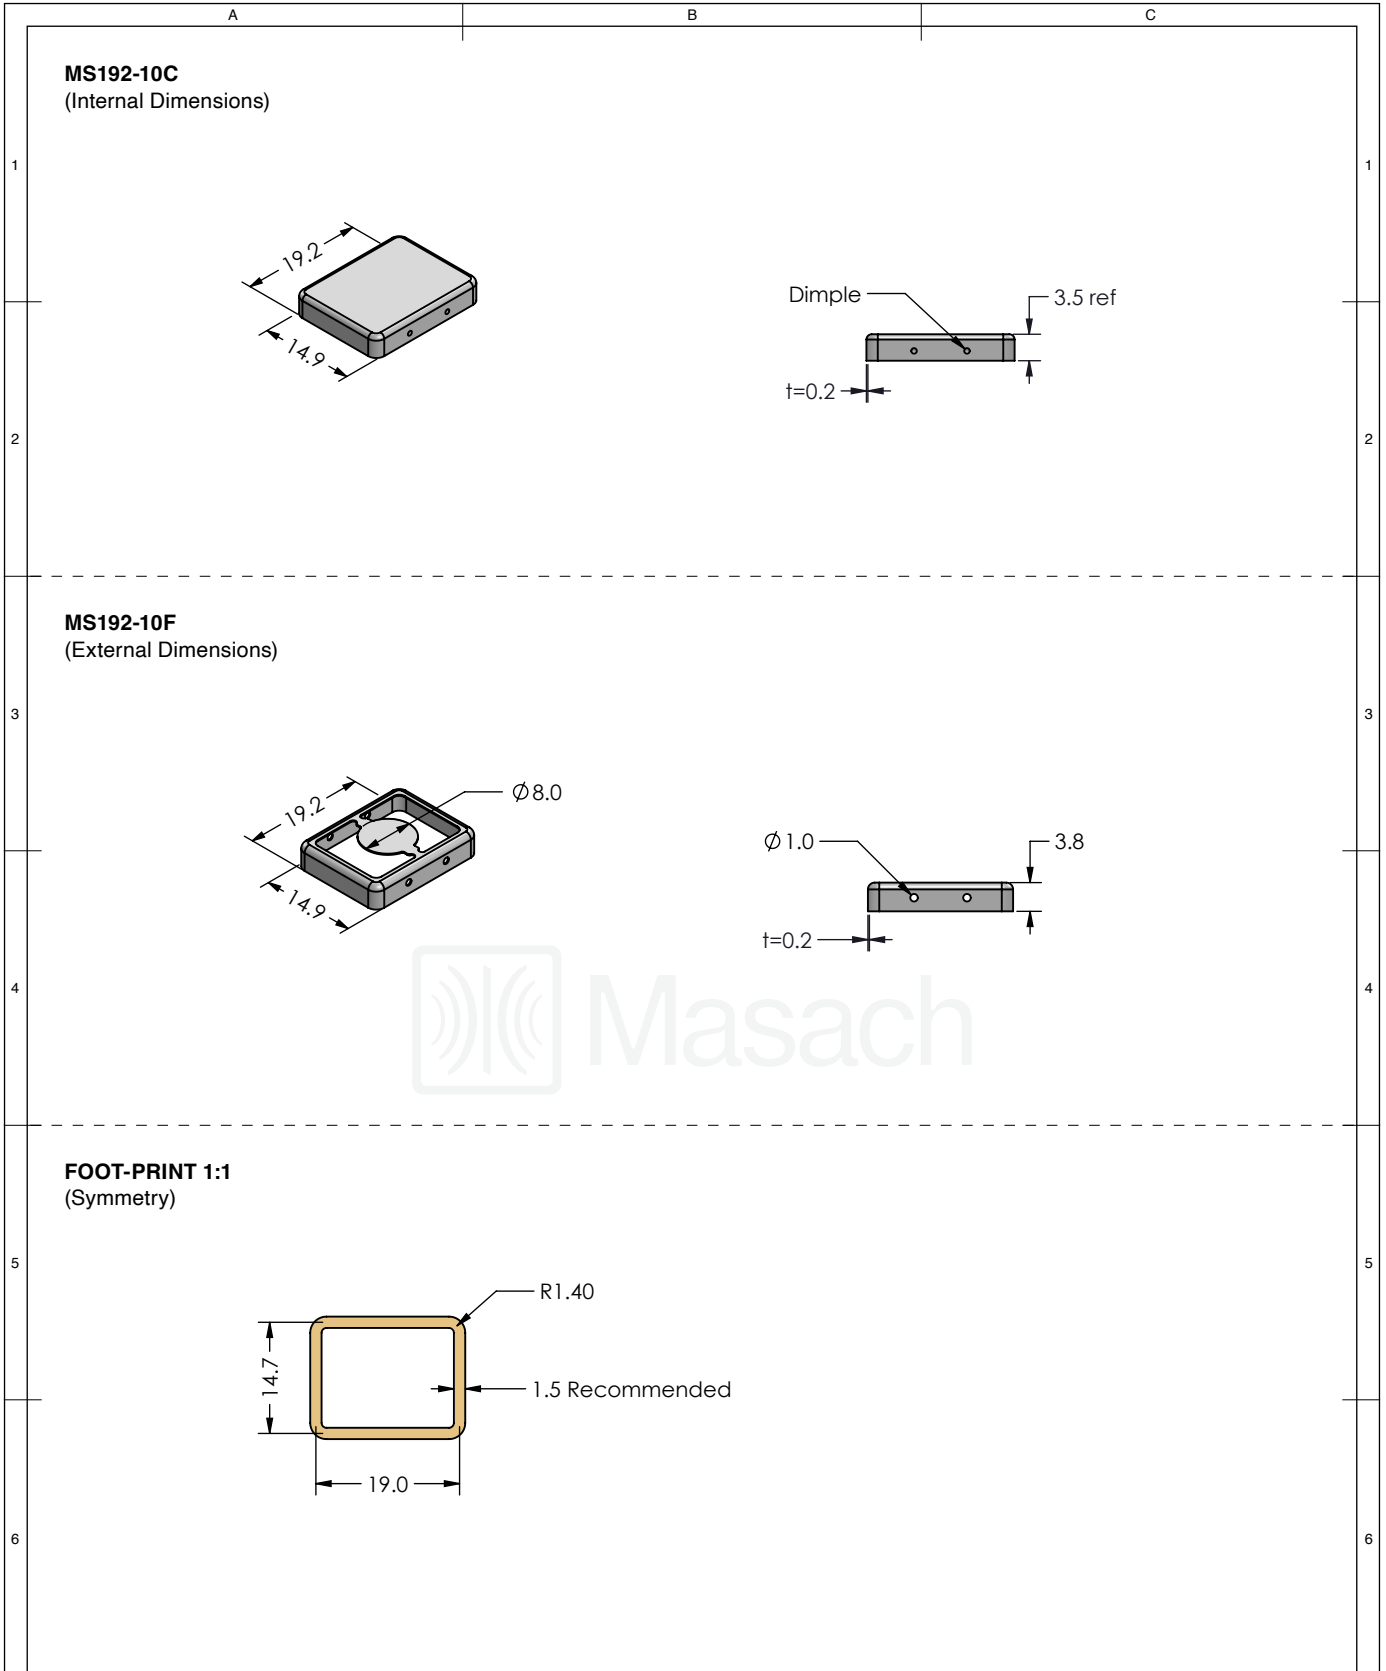 A B C
MS192-10C
(Internal Dimensions)
1 1
19.2
14.9
Dimple
3.5 ref
t=0.2
2 2
MS192-10F
(External Dimensions)
3 3
19.2
14.9
Ø8.0
Ø1.0
3.8
t=0.2
Masach
4 4
FOOT-PRINT 1:1
(Symmetry)
5 5
R1.40
14.7
1.5 Recommended
19.0
6 6